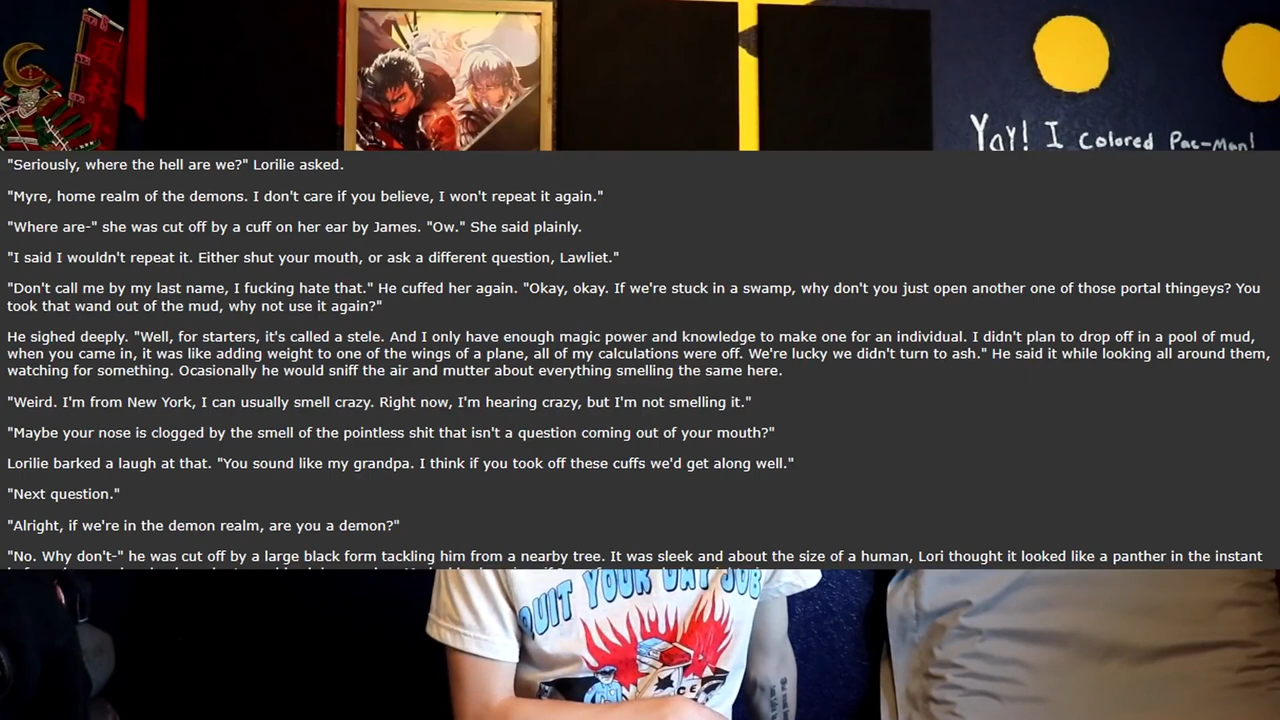 風林火
Yay! I Colored Pac-Man!
"Seriously, where the hell are we?" Lorilie asked.
"Myre, home realm of the demons. I don't care if you believe, I won't repeat it again."
"Where are-" she was cut off by a cuff on her ear by James. "Ow." She said plainly.
"I said I wouldn't repeat it. Either shut your mouth, or ask a different question, Lawliet."
"Don't call me by my last name, I fucking hate that." He cuffed her again. "Okay, okay. If we're stuck in a swamp, why don't you just open another one of those portal thingeys? You
took that wand out of the mud, why not use it again?"
He sighed deeply. "Well, for starters, it's called a stele. And I only have enough magic power and knowledge to make one for an individual. I didn't plan to drop off in a pool of mud,
when you came in, it was like adding weight to one of the wings of a plane, all of my calculations were off. We're lucky we didn't turn to ash." He said it while looking all around them,
watching for something. Ocasionally he would sniff the air and mutter about everything smelling the same here.
"Weird. I'm from New York, I can usually smell crazy. Right now, I'm hearing crazy, but I'm not smelling it."
"Maybe your nose is clogged by the smell of the pointless shit that isn't a question coming out of your mouth?"
Lorilie barked a laugh at that. "You sound like my grandpa. I think if you took off these cuffs we'd get along well."
"Next question."
"Alright, if we're in the demon realm, are you a demon?"
"No. Why don't-" he was cut off by a large black form tackling him from a nearby tree. It was sleek and about the size of a human, Lori thought it looked like a panther in the instant
QUIT YOUR DAY JOB